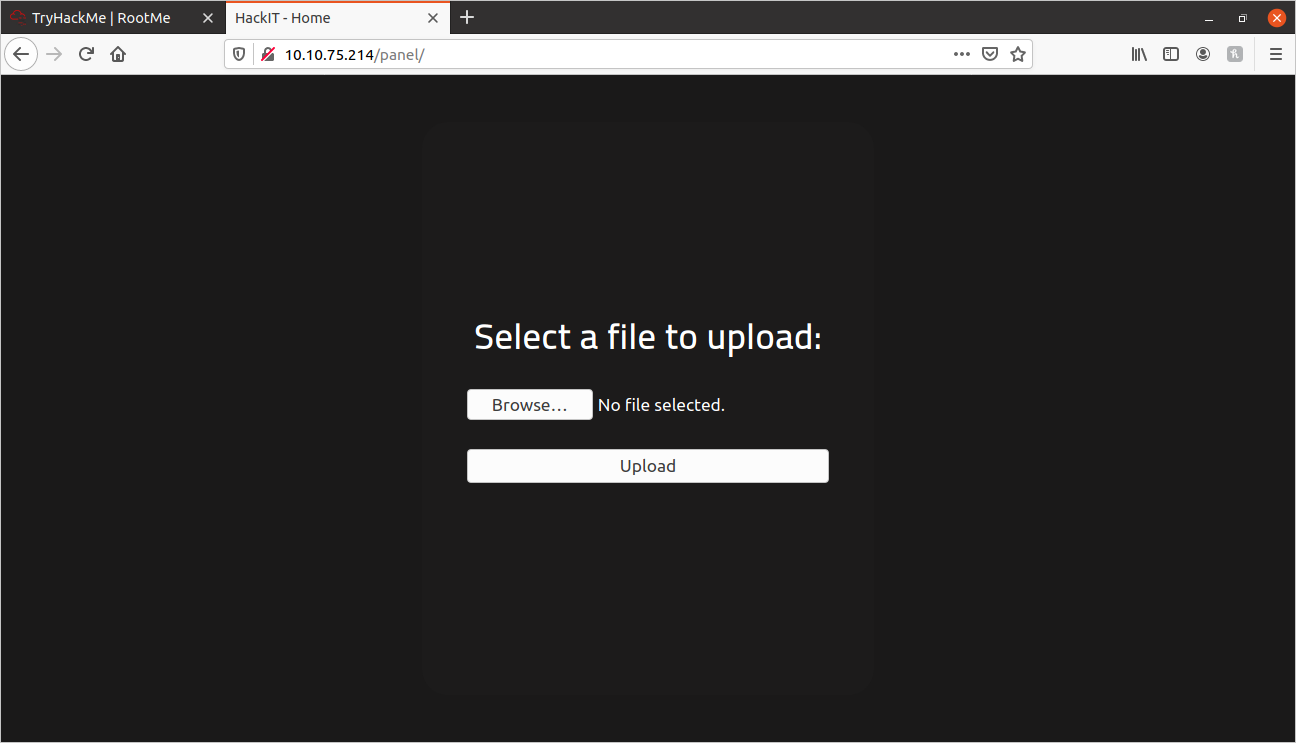 TryHackMe | RootMe
HackIT - Home
10.10.75.214/panel/
Select a file to upload:
Browse... No file selected.
Upload